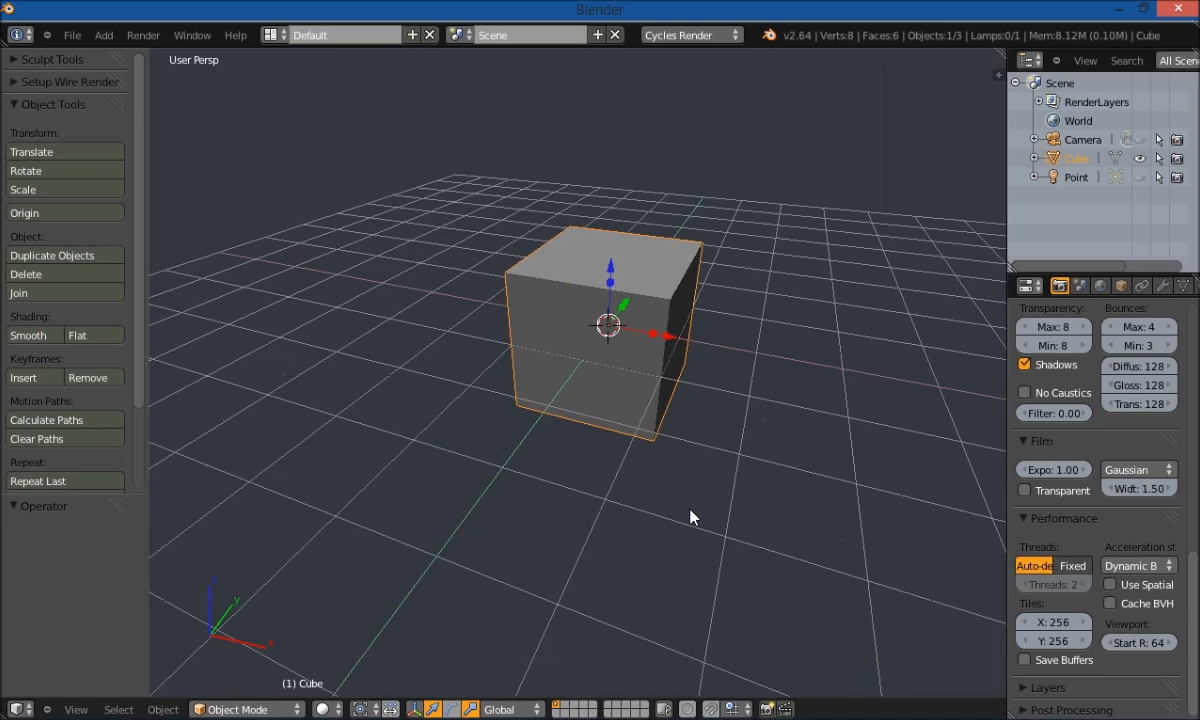 Blender
File Add Render Window Help Default Scene Cycles Render v2.64 | Verts:8 | Faces:6 | Objects:1/3 | Lamps:0/1 | Mem:8.12M (0.10M) | Cube
Sculpt Tools
Setup Wire Render
Object Tools
Transform:
Translate
Rotate
Scale
Origin
Object:
Duplicate Objects
Delete
Join
Shading:
Smooth Flat
Keyframes:
Insert Remove
Motion Paths:
Calculate Paths
Clear Paths
Repeat:
Repeat Last
Operator
User Persp
z
y
x
(1) Cube
View Select Object Object Mode Global
View Search All Scen
Scene
RenderLayers
World
Camera
Cube
Point
Transparency: Bounces:
Max: 8 Max: 4
Min: 8 Min: 3
Shadows Diffus: 128
No Caustics Gloss: 128
Filter: 0.00 Trans: 128
Film
Expo: 1.00 Gaussian
Transparent Widt: 1.50
Performance
Threads: Acceleration st
Auto-de Fixed Dynamic B
Threads: 2 Use Spatial
Tiles: Cache BVH
X: 256 Viewport:
Y: 256 Start R: 64
Save Buffers
Layers
Post Processing